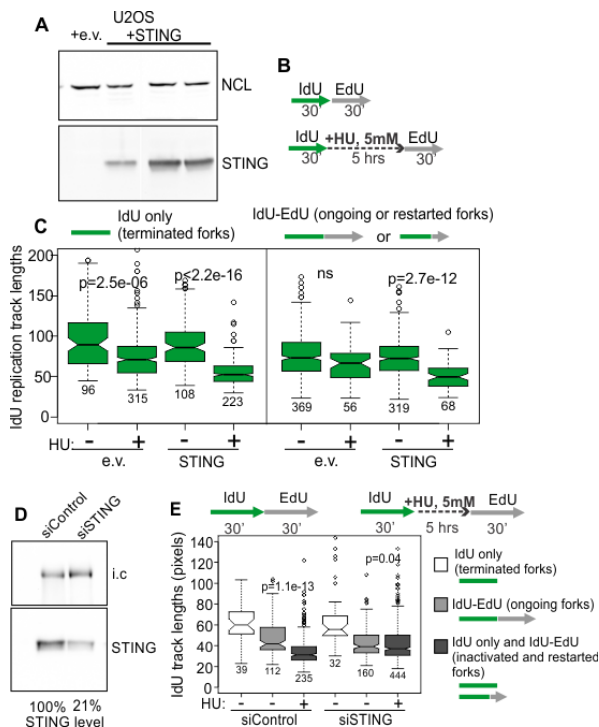 A
U2OS
+e.v. +STING
NCL
STING
B
IdU EdU
30' 30'
IdU +HU, 5mM EdU
30' 5 hrs 30'
C
IdU only
(terminated forks)
IdU-EdU (ongoing or restarted forks)
or
IdU replication track lengths
200
150
100
50
0
p=2.5e-06
p<2.2e-16
ns
p=2.7e-12
96 315 108 223 369 56 319 68
HU: - + - + - + - +
e.v. STING e.v. STING
D
siControl
siSTING
i.c
STING
100% 21%
STING level
E
IdU EdU
30' 30'
IdU +HU, 5mM EdU
30' 5 hrs 30'
IdU track lengths (pixels)
140
120
100
80
60
40
20
0
p=1.1e-13
p=0.04
39 112 235 32 160 444
HU: - - + - - +
siControl siSTING
IdU only
(terminated forks)
IdU-EdU (ongoing forks)
IdU only and IdU-EdU
(inactivated and restarted
forks)